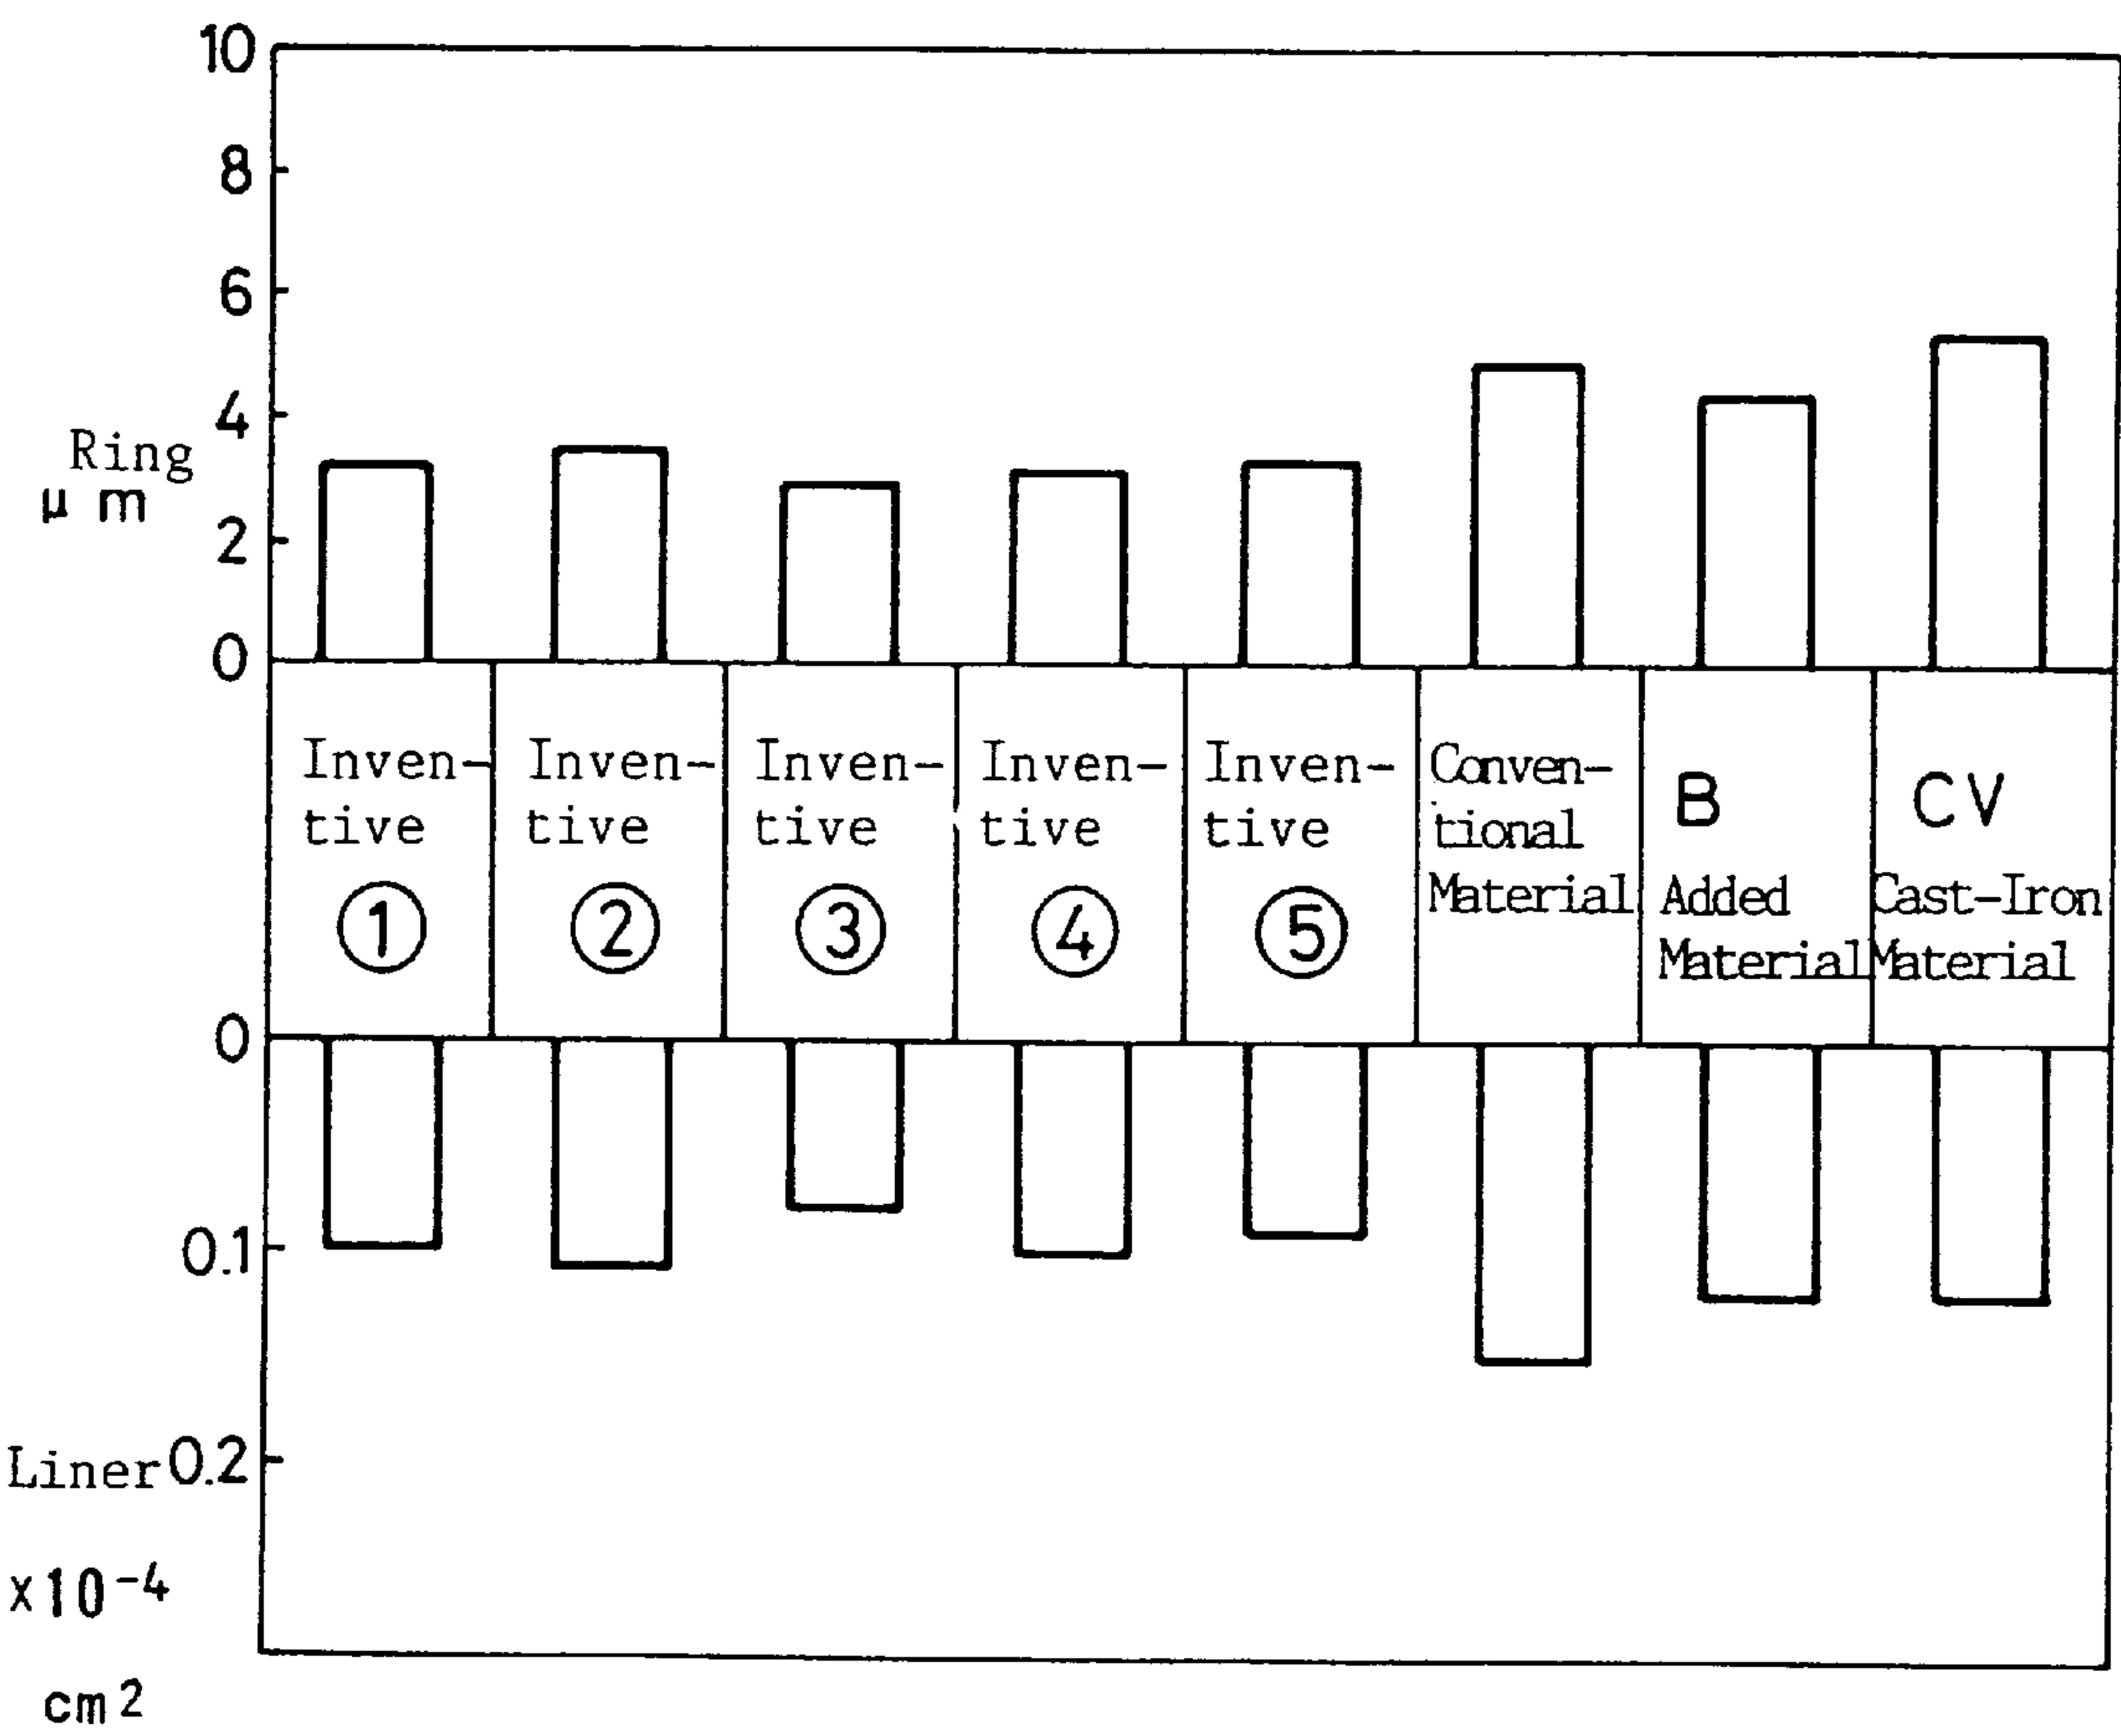 10
8
6
4
Ring
μm
2
0
Inven-
tive
①
Inven-
tive
②
Inven-
tive
③
Inven-
tive
④
Inven-
tive
⑤
Conven-
tional
Material
B
Added
Material
CV
Cast-Iron
Material
0
0.1
Liner 0.2
x10⁻⁴
cm2